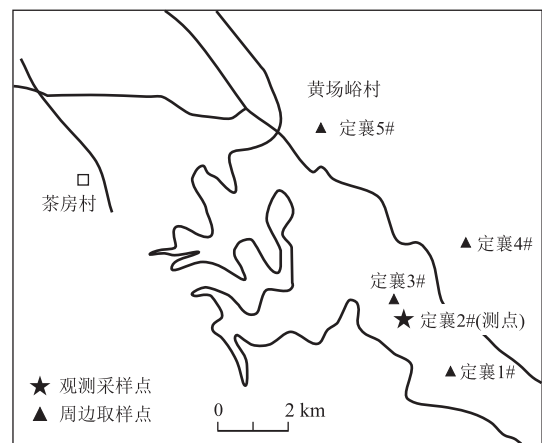 黄场峪村
定襄5#
茶房村
定襄4#
定襄3#
定襄2#(测点)
定襄1#
观测采样点
周边取样点
0 2 km